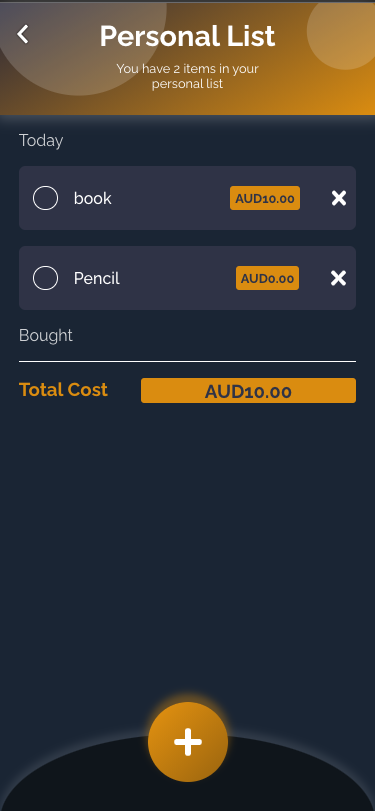 Personal List
You have 2 items in your
personal list
Today
book AUD10.00
Pencil AUD0.00
Bought
Total Cost AUD10.00